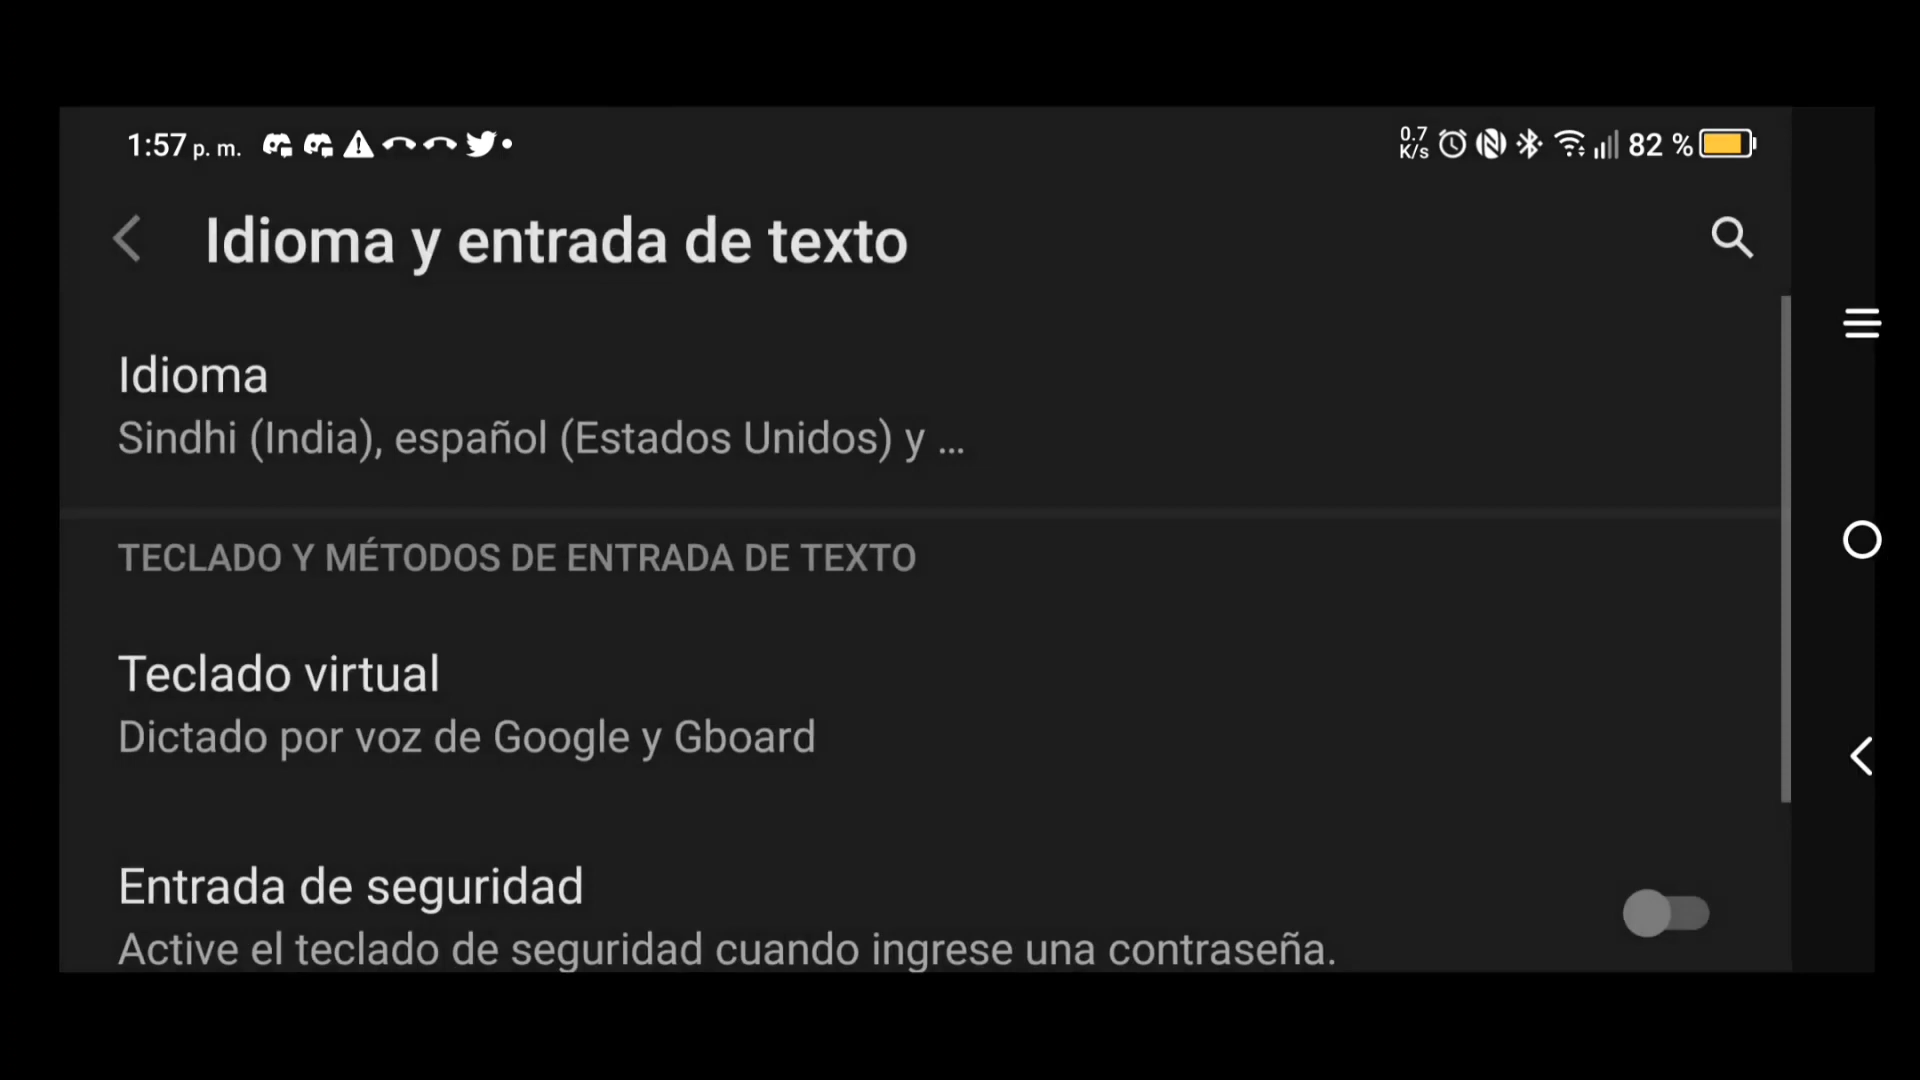 1:57 p. m.
0.7
K/s
82 %
Idioma y entrada de texto
Idioma
Sindhi (India), español (Estados Unidos) y ...
TECLADO Y MÉTODOS DE ENTRADA DE TEXTO
Teclado virtual
Dictado por voz de Google y Gboard
Entrada de seguridad
Active el teclado de seguridad cuando ingrese una contraseña.